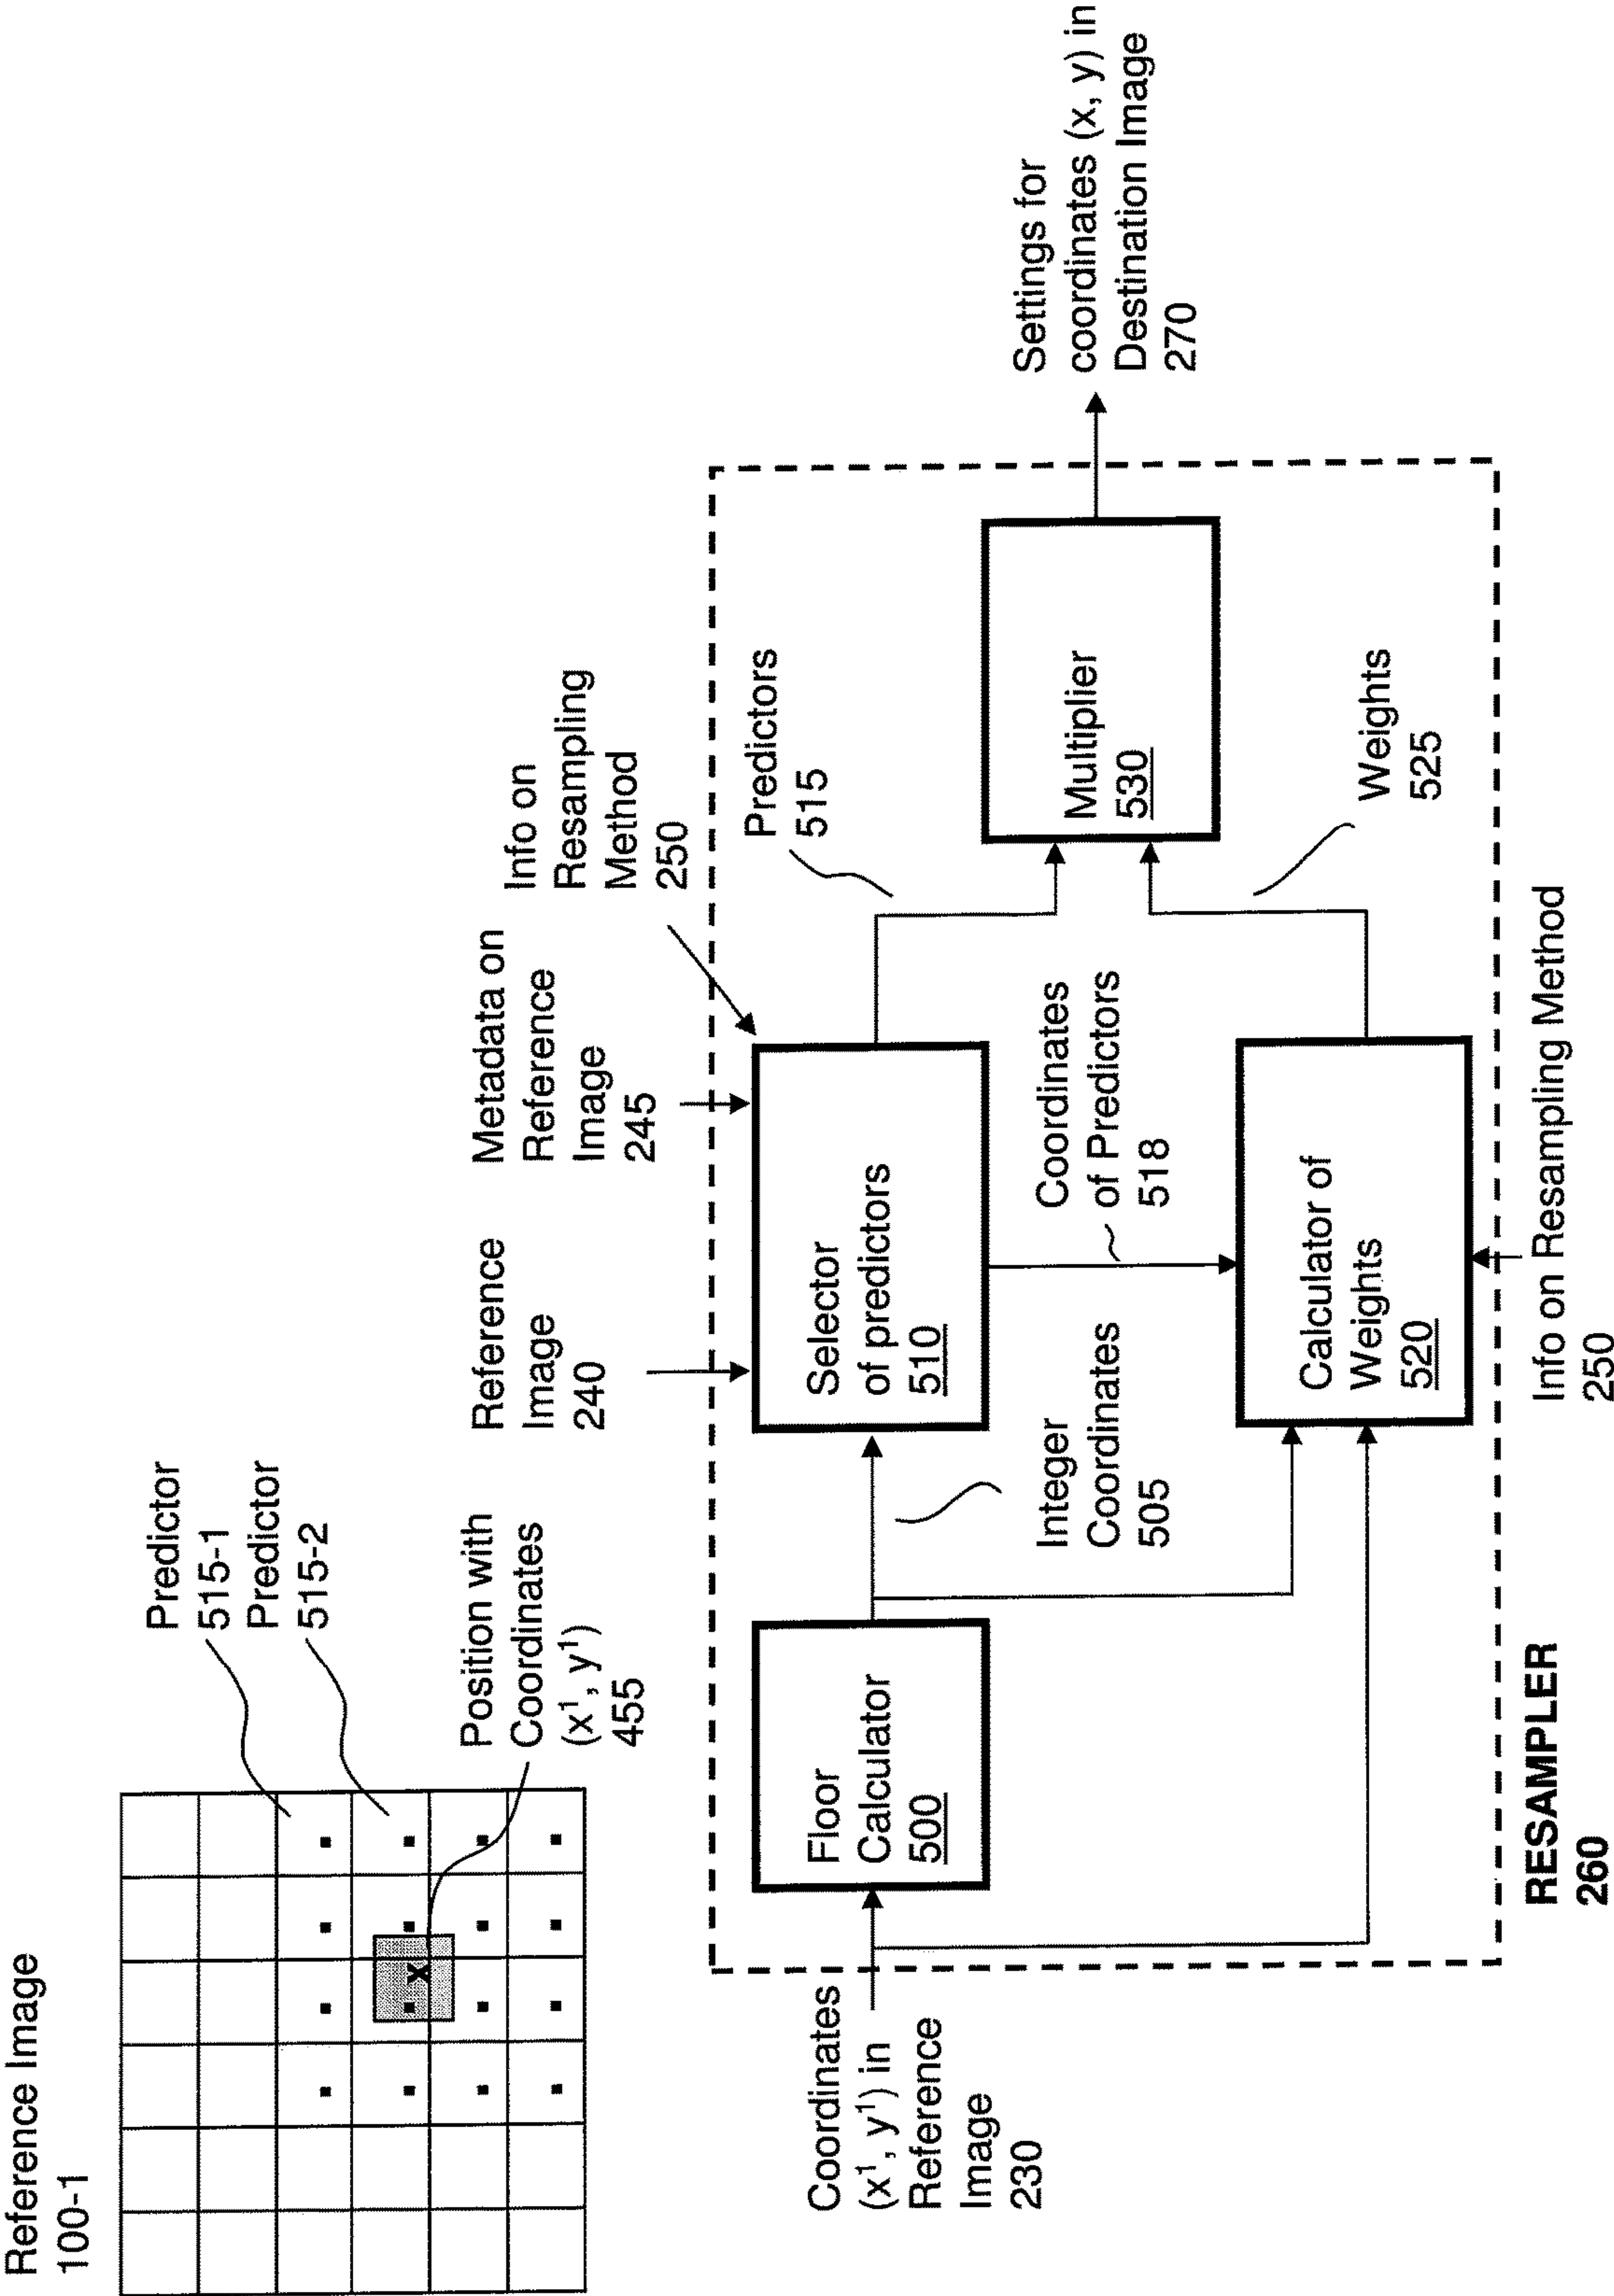 Reference Image
100-1
Predictor
515-1
Predictor
515-2
Position with
Coordinates
(x¹, y¹)
455
x
Reference
Image
240
Metadata on
Reference
Image
245
Info on
Resampling
Method
250
Coordinates
(x¹, y¹) in
Reference
Image
230
Floor
Calculator
500
Integer
Coordinates
505
Selector
of predictors
510
Coordinates
of Predictors
518
Predictors
515
Calculator of
Weights
520
Weights
525
Multiplier
530
Settings for
coordinates (x, y) in
Destination Image
270
Info on Resampling Method
250
RESAMPLER
260